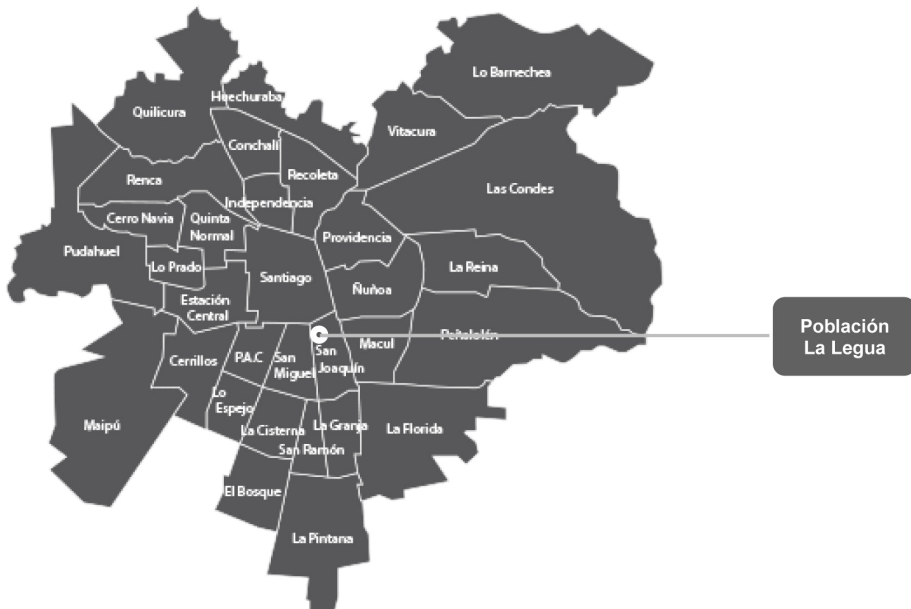 Lo Barnechea
Huechuraba
Quilicura
Vitacura
Conchalí
Recoleta
Renca
Las Condes
Independencia
Cerro Navia
Quinta
Normal
Providencia
Pudahuel
Lo Prado
La Reina
Santiago
Ñuñoa
Estación
Central
Población
La Legua
Peñalolén
Macul
Cerrillos
P.A.C
San
Miguel
San
Joaquín
Lo
Espejo
Maipú
La Cisterna
La Granja
La Florida
San Ramón
El Bosque
La Pintana